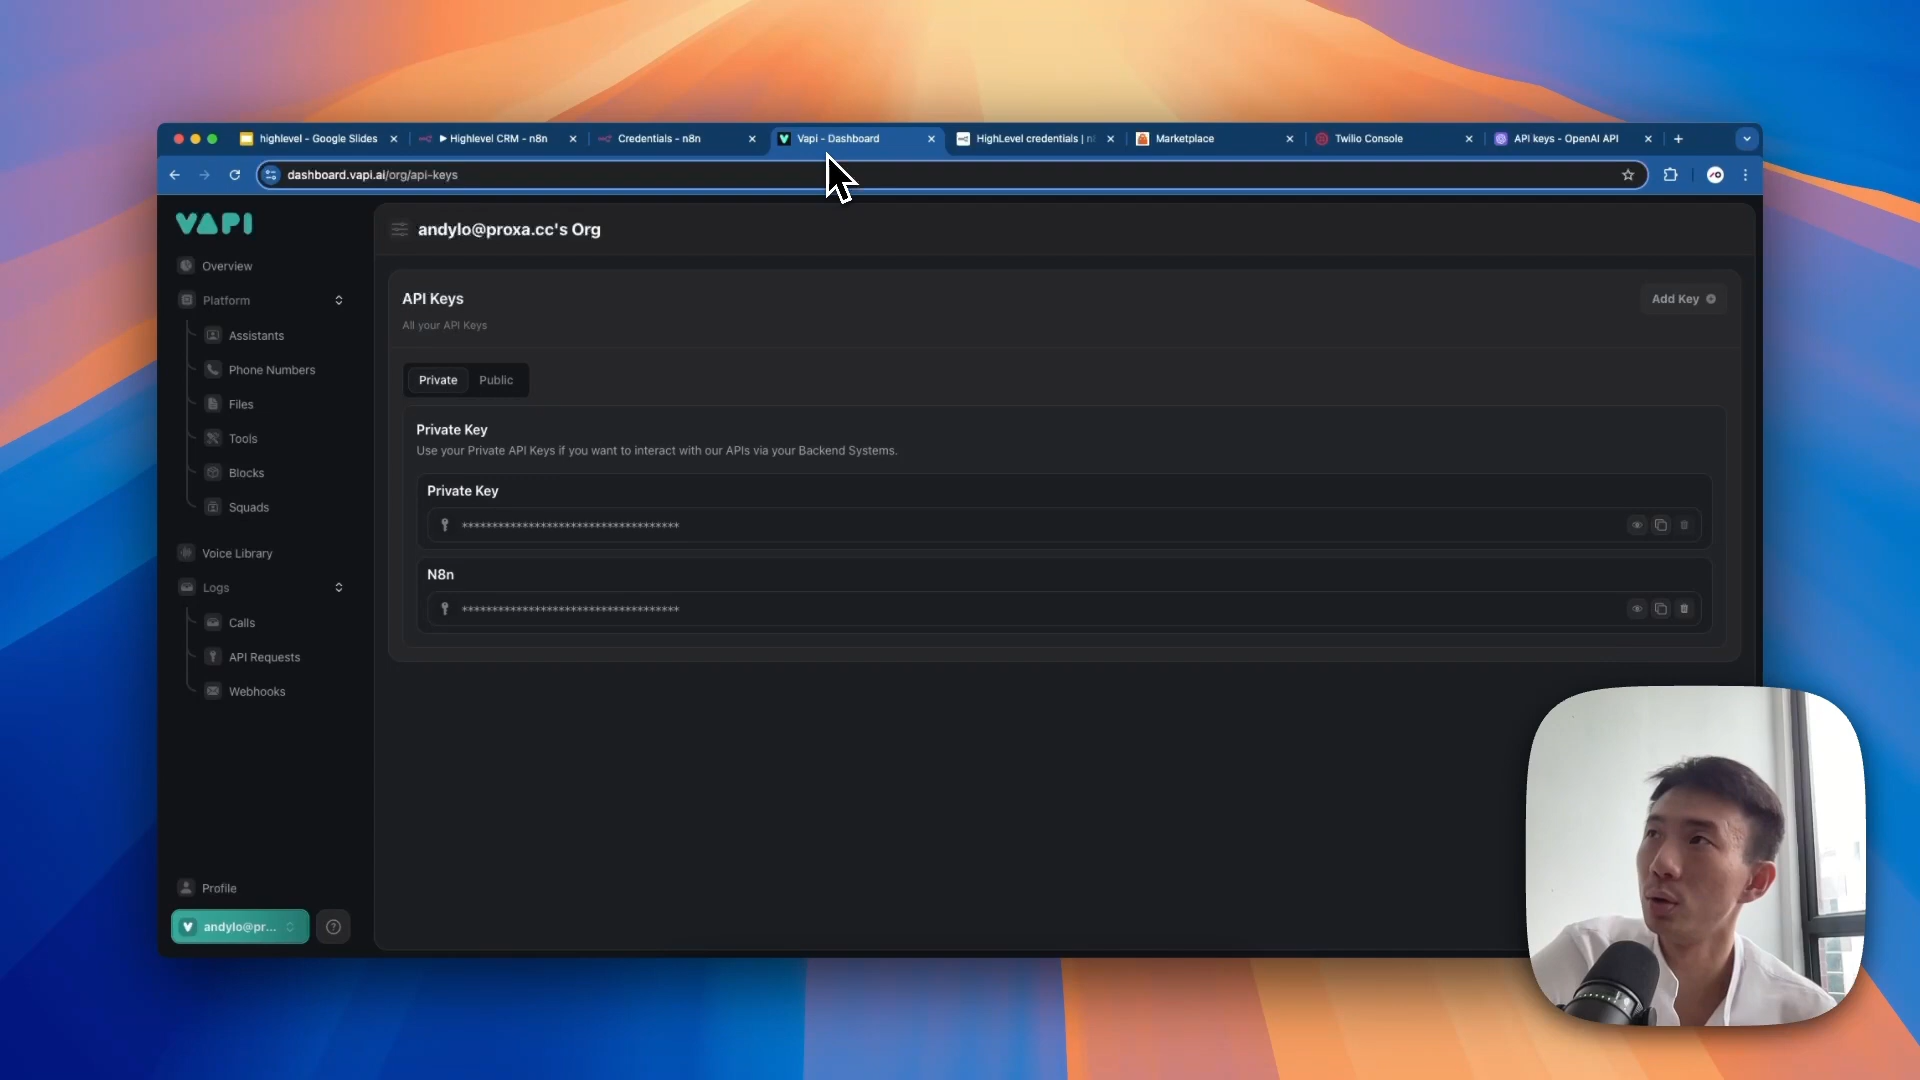 highlevel - Google Slides
Highlevel CRM - n8n
Credentials - n8n
Vapi - Dashboard
HighLevel credentials | n8
Marketplace
Twilio Console
API keys - OpenAI API
dashboard.vapi.ai/org/api-keys
VAPI
andylo@proxa.cc's Org
Overview
Platform
Assistants
Phone Numbers
Files
Tools
Blocks
Squads
Voice Library
Logs
Calls
API Requests
Webhooks
Profile
andylo@pr...
API Keys
Add Key
All your API Keys
Private
Public
Private Key
Use your Private API Keys if you want to interact with our APIs via your Backend Systems.
Private Key
************************************
N8n
************************************